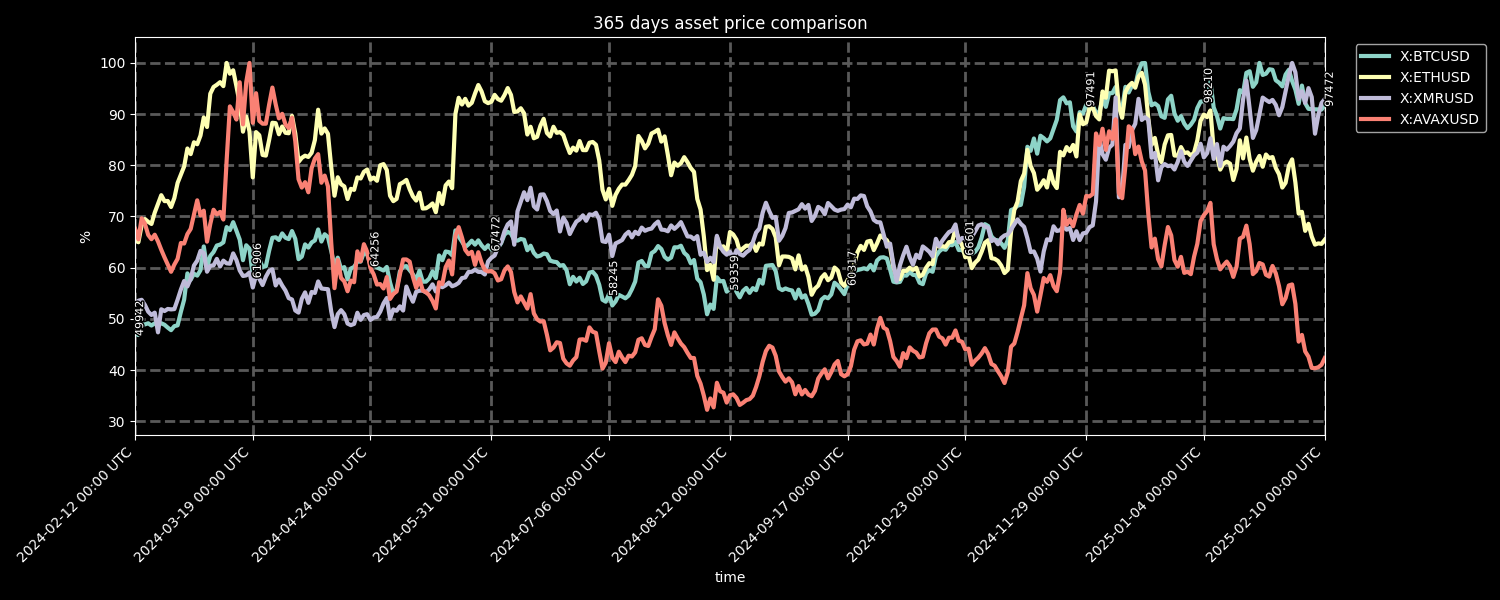 365 days asset price comparison
100
90
80
70
60
50
40
30
%
49942
61906
64256
67472
58245
59359
60317
66601
97491
98210
97472
X:BTCUSD
X:ETHUSD
X:XMRUSD
X:AVAXUSD
2024-02-12 00:00 UTC
2024-03-19 00:00 UTC
2024-04-24 00:00 UTC
2024-05-31 00:00 UTC
2024-07-06 00:00 UTC
2024-08-12 00:00 UTC
2024-09-17 00:00 UTC
2024-10-23 00:00 UTC
2024-11-29 00:00 UTC
2025-01-04 00:00 UTC
2025-02-10 00:00 UTC
time